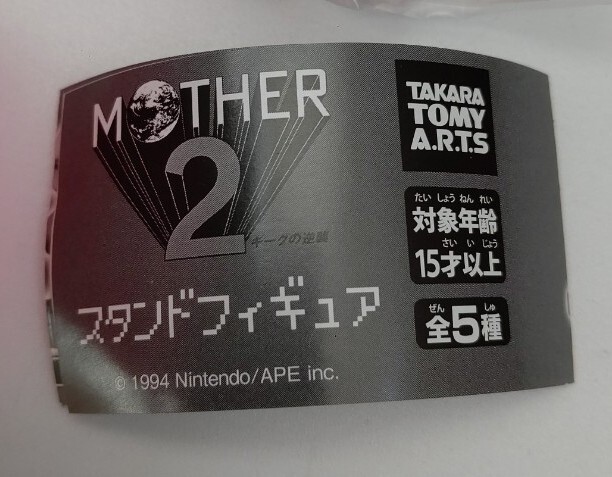 MOTHER
2
ギーグの逆襲
スタンドフィギュア
© 1994 Nintendo/APE inc.
TAKARA
TOMY
A.R.T.S
たいしょうねんれい
対象年齢
さいいじょう
15才以上
ぜん しゅ
全5種